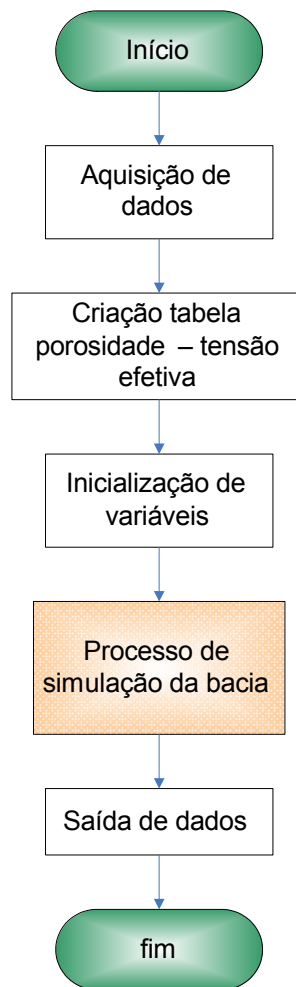 Início
Aquisição de
dados
Criação tabela
porosidade – tensão
efetiva
Inicialização de
variáveis
Processo de
simulação da bacia
Saída de dados
fim